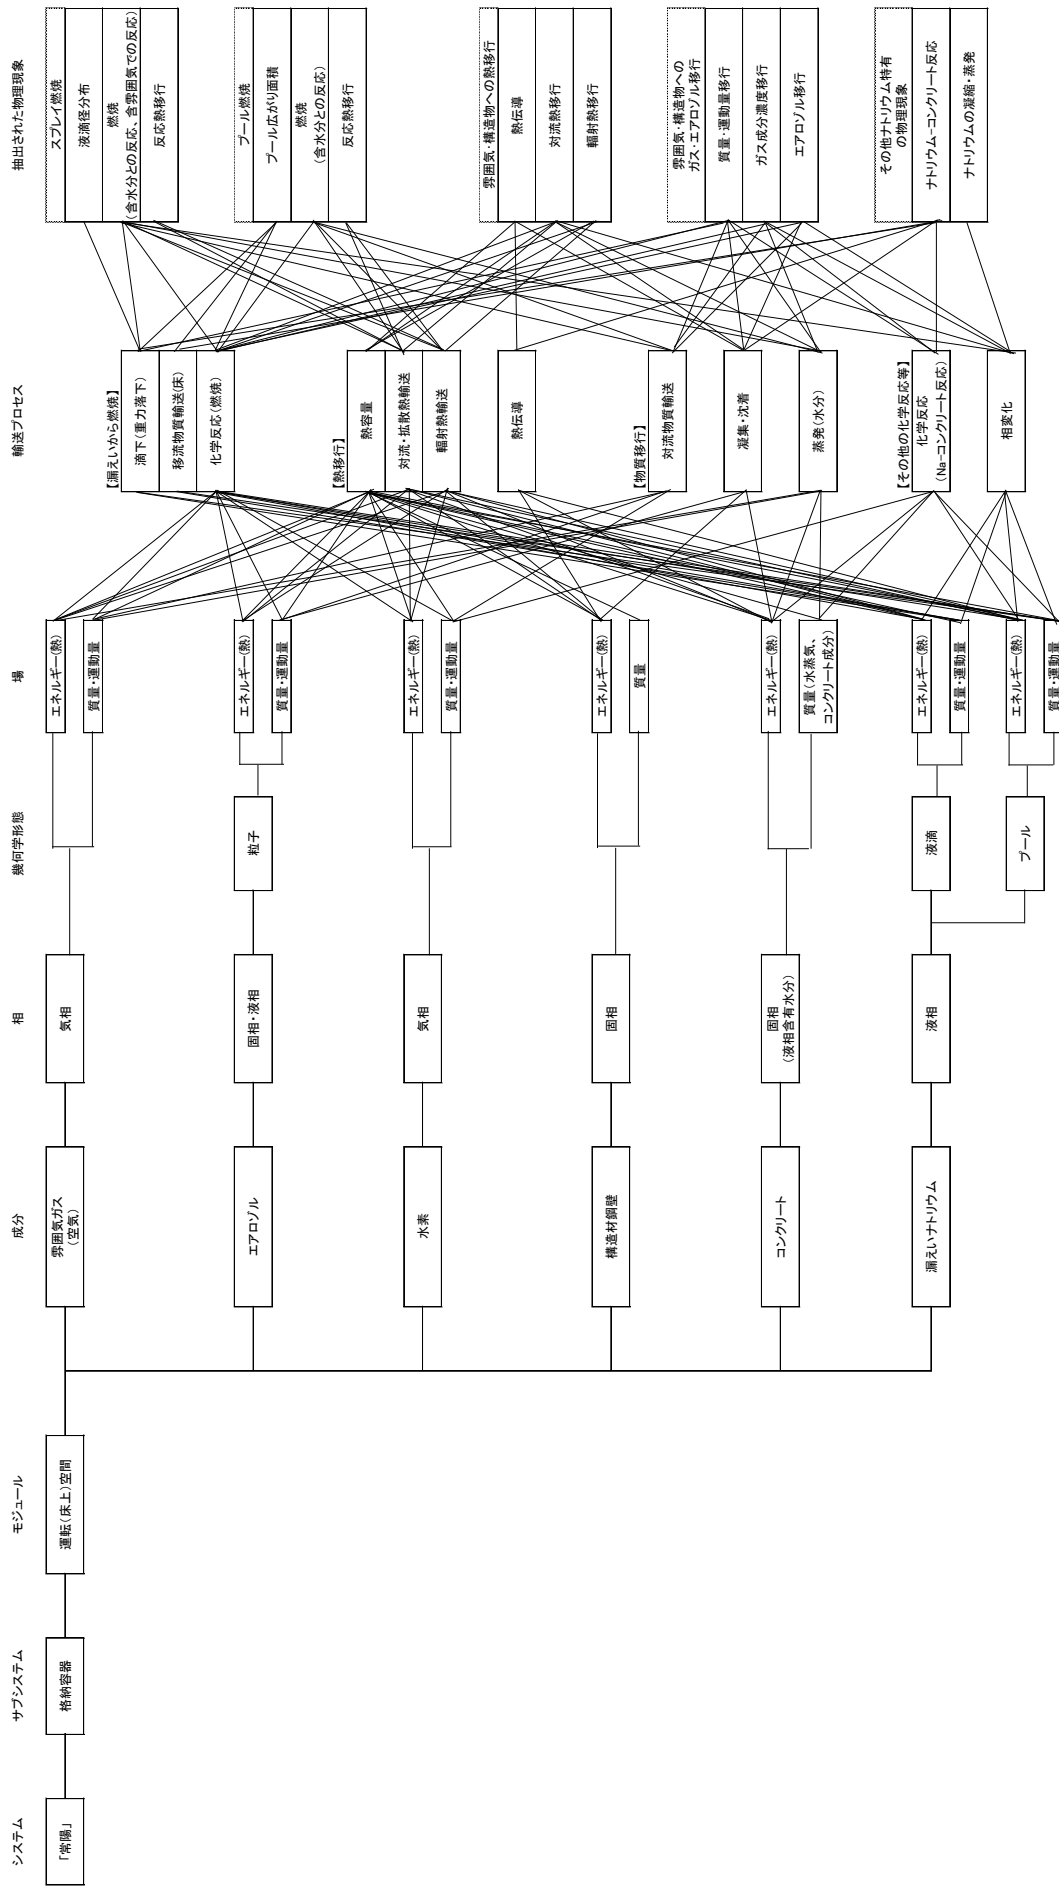 システム
サブシステム
モジュール
成分
相
幾何学形態
場
輸送プロセス
抽出された物理現象
「常陽」
格納容器
運転(床上)空間
雰囲気ガス
(空気)
エアロゾル
水素
構造材鋼壁
コンクリート
漏えいナトリウム
気相
固相・液相
気相
固相
固相
(液相含有水分)
液相
粒子
液滴
プール
エネルギー(熱)
質量・運動量
エネルギー(熱)
質量・運動量
エネルギー(熱)
質量・運動量
エネルギー(熱)
質量
エネルギー(熱)
質量(水蒸気、
コンクリート成分)
エネルギー(熱)
質量・運動量
エネルギー(熱)
質量・運動量
【漏えいから燃焼】
滴下(重力落下)
移流物質輸送(床)
化学反応(燃焼)
【熱移行】
熱容量
対流・拡散熱輸送
輻射熱輸送
熱伝導
【物質移行】
対流物質輸送
凝集・沈着
蒸発(水分)
【その他の化学反応等】
化学反応
(Na-コンクリート反応)
相変化
スプレイ燃焼
液滴径分布
燃焼
(含水分との反応、含雰囲気での反応)
反応熱移行
プール燃焼
プール広がり面積
燃焼
(含水分との反応)
反応熱移行
雰囲気・構造物への熱移行
熱伝導
対流熱移行
輻射熱移行
雰囲気・構造物への
ガス・エアロゾル移行
質量・運動量移行
ガス成分濃度移行
エアロゾル移行
その他ナトリウム特有
の物理現象
ナトリウム-コンクリート反応
ナトリウムの凝縮・蒸発